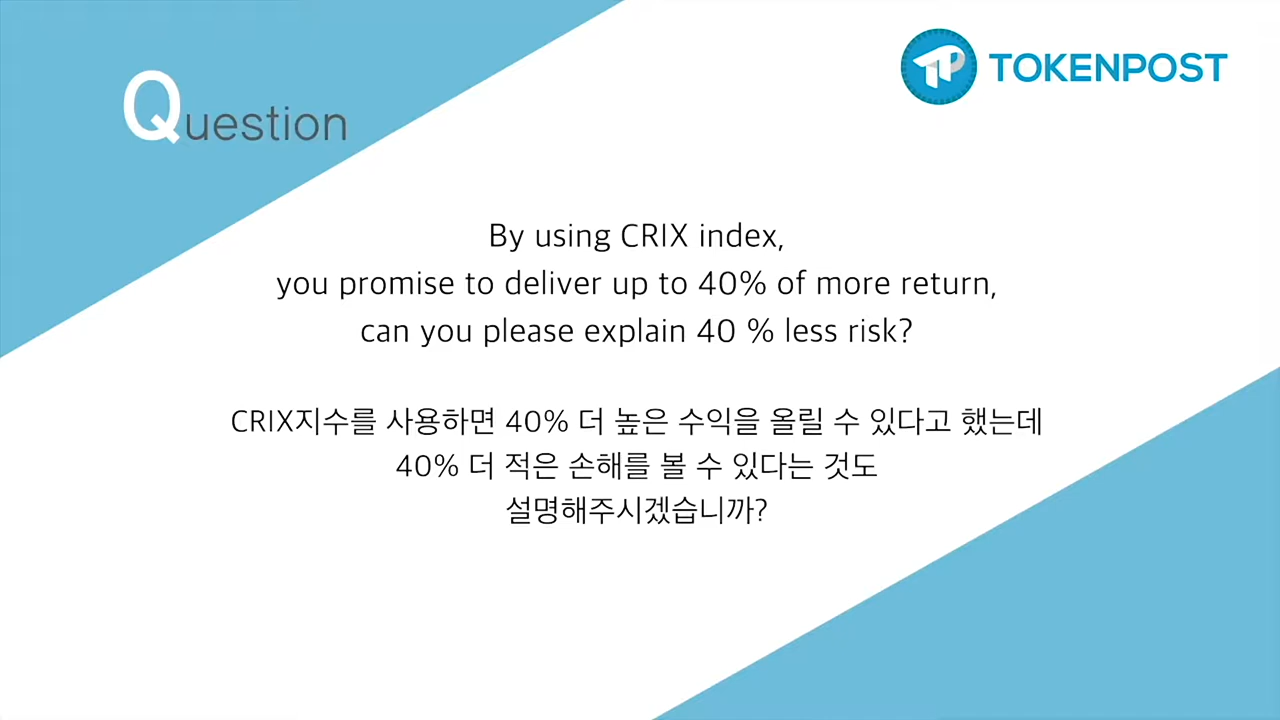 Question
TOKENPOST
By using CRIX index,
you promise to deliver up to 40% of more return,
can you please explain 40 % less risk?
CRIX지수를 사용하면 40% 더 높은 수익을 올릴 수 있다고 했는데
40% 더 적은 손해를 볼 수 있다는 것도
설명해주시겠습니까?